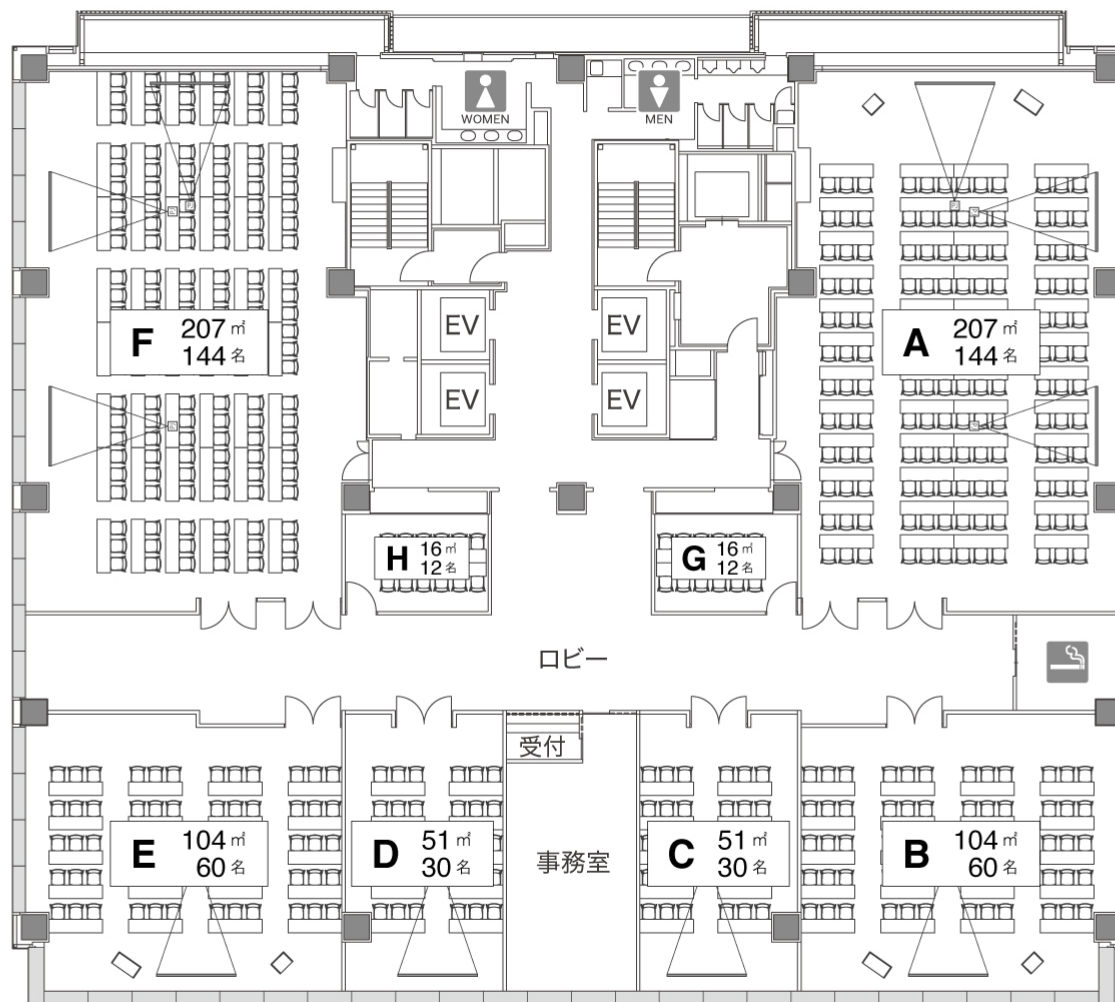 WOMEN
MEN
EV
EV
EV
EV
F 207㎡
144名
A 207㎡
144名
H 16㎡
12名
G 16㎡
12名
ロビー
受付
E 104㎡
60名
D 51㎡
30名
事務室
C 51㎡
30名
B 104㎡
60名